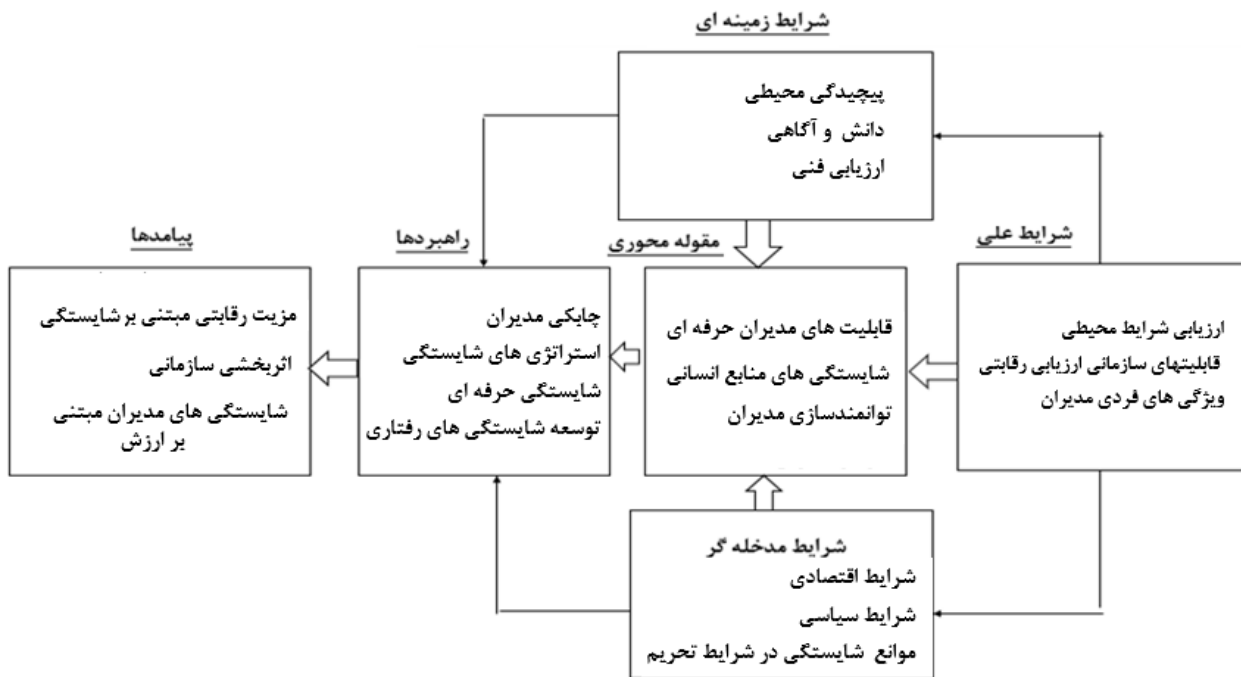 شرایط زمینه ای
پیچیدگی محیطی
دانش و آگاهی
ارزیابی فنی
شرایط علی
ارزیابی شرایط محیطی
قابلیتهای سازمانی ارزیابی رقابتی
ویژگی های فردی مدیران
مقوله محوری
قابلیت های مدیران حرفه ای
شایستگی های منابع انسانی
توانمندسازی مدیران
راهبردها
چابکی مدیران
استراتژی های شایستگی
شایستگی حرفه ای
توسعه شایستگی های رفتاری
پیامدها
مزیت رقابتی مبتنی بر شایستگی
اثربخشی سازمانی
شایستگی های مدیران مبتنی
بر ارزش
شرایط مدخله گر
شرایط اقتصادی
شرایط سیاسی
موانع شایستگی در شرایط تحریم